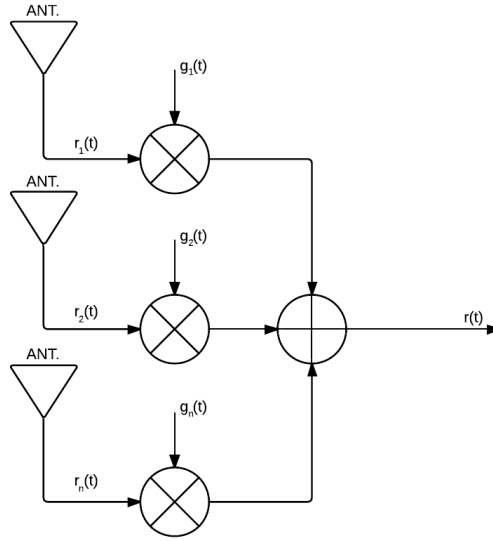 ANT.
g₁(t)
r₁(t)
ANT.
g₂(t)
r₂(t)
r(t)
ANT.
gₙ(t)
rₙ(t)